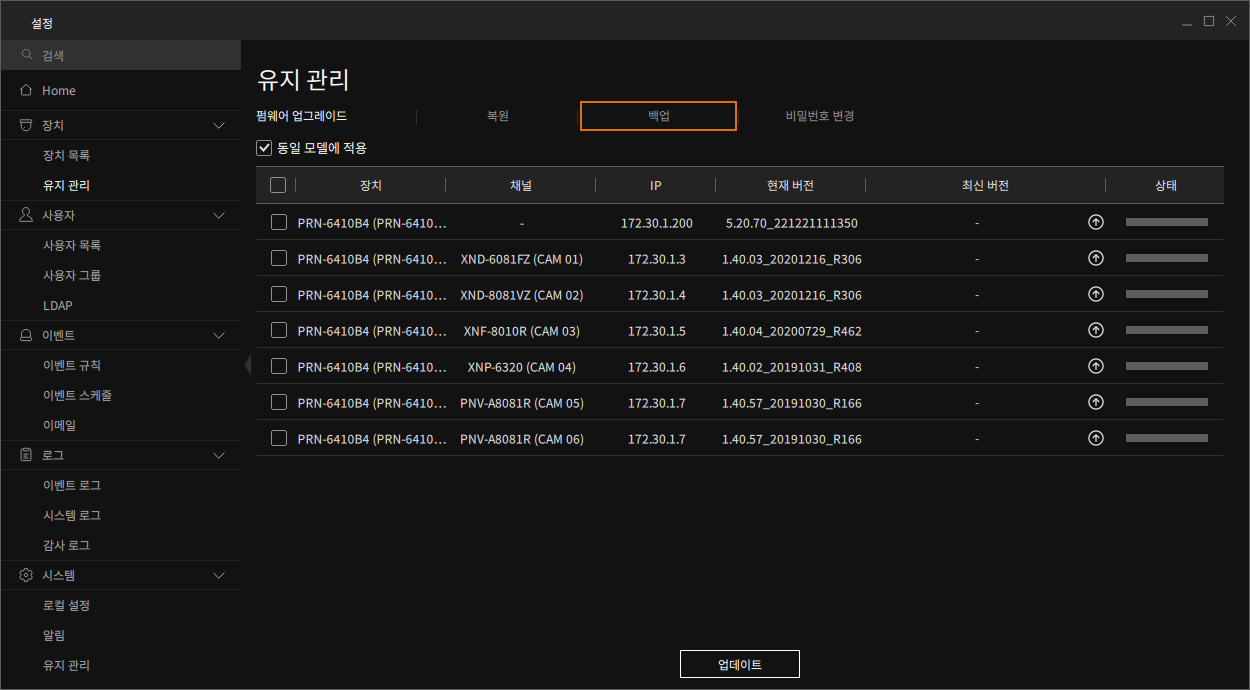 설정
검색
Home
장치
장치 목록
유지 관리
사용자
사용자 목록
사용자 그룹
LDAP
이벤트
이벤트 규칙
이벤트 스케줄
이메일
로그
이벤트 로그
시스템 로그
감사 로그
시스템
로컬 설정
알림
유지 관리
유지 관리
펌웨어 업그레이드 복원 백업 비밀번호 변경
동일 모델에 적용
장치 채널 IP 현재 버전 최신 버전 상태
PRN-6410B4 (PRN-6410... - 172.30.1.200 5.20.70_221221111350 -
PRN-6410B4 (PRN-6410... XND-6081FZ (CAM 01) 172.30.1.3 1.40.03_20201216_R306 -
PRN-6410B4 (PRN-6410... XND-8081VZ (CAM 02) 172.30.1.4 1.40.03_20201216_R306 -
PRN-6410B4 (PRN-6410... XNF-8010R (CAM 03) 172.30.1.5 1.40.04_20200729_R462 -
PRN-6410B4 (PRN-6410... XNP-6320 (CAM 04) 172.30.1.6 1.40.02_20191031_R408 -
PRN-6410B4 (PRN-6410... PNV-A8081R (CAM 05) 172.30.1.7 1.40.57_20191030_R166 -
PRN-6410B4 (PRN-6410... PNV-A8081R (CAM 06) 172.30.1.7 1.40.57_20191030_R166 -
업데이트